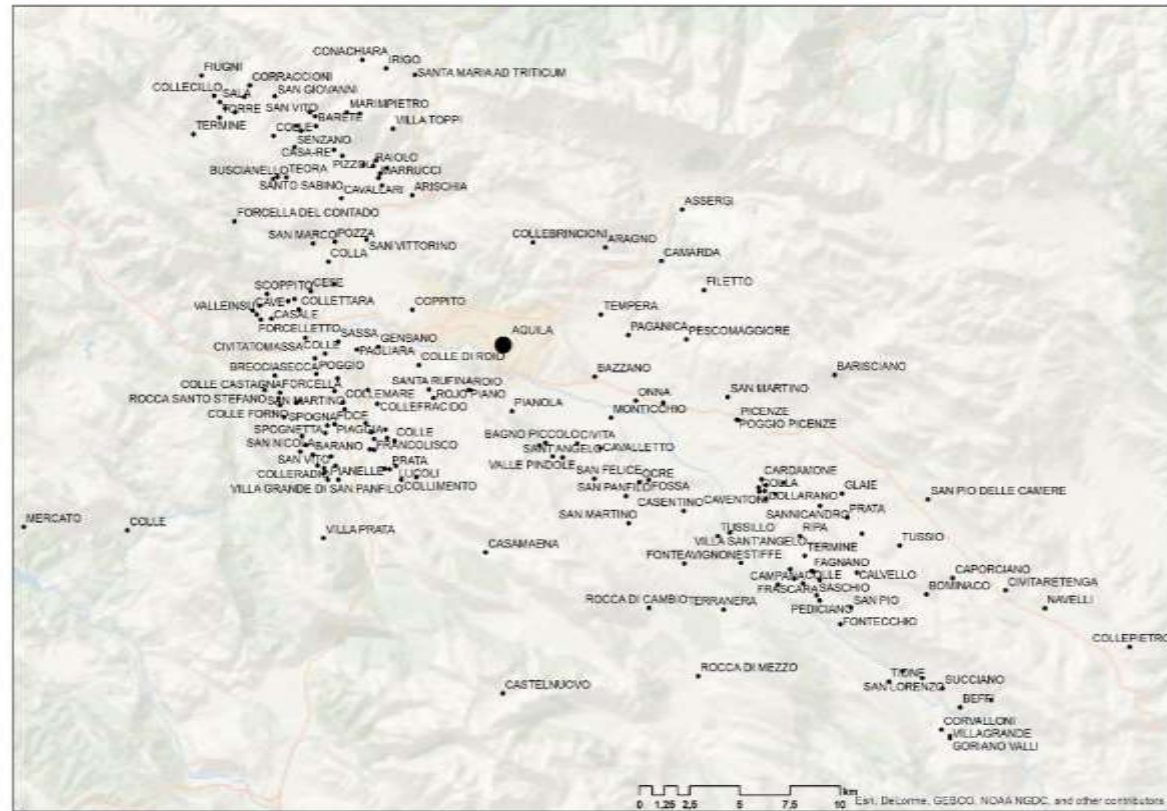 CONACHIARA
IRIGO
FIUGNI
SANTA MARIA AD TRITICUM
CORRACCIONI
COLLECILLO
SALA
SAN GIOVANNI
TORRE
SAN VITO
MARIMPIETRO
BARETE
TERMINE
COLLE
VILLA TOPPI
SENZANO
CASA-RE
RAIOLO
BUSCIANELLO
TEORA
MARRUCCI
SANTO SABINO
CAVALLARI
ARISCHIA
ASSERGI
FORCELLA DEL CONTADO
SAN MARCO
POZZA
SAN VITTORINO
COLLEBRINCIONI
ARAGNO
COLLA
CAMARDA
SCOPPITO
CESE
FILETTO
VALLEINSU
CAVE
COLLETTARA
COPPITO
TEMPERA
CASALE
FORCELLETTO
SASSA
GENSANO
AQUILA
PAGANICA
PESCOMAGGIORE
CIVITATOMASSA
COLLE
PAGLIARA
COLLE DI ROIO
BRECCIASECCA
POGGIO
BAZZANO
BARISCIANO
COLLE CASTAGNA
FORCELLA
SANTA RUFINA
ROIO
ROCCA SANTO STEFANO
SAN MARTINO
COLLEMARE
ROJO PIANO
ONNA
SAN MARTINO
COLLE FORNO
SPOGNA
FOCE
COLLEFRACIDO
PIANOLA
MONTICCHIO
PICENZE
POGGIO PICENZE
SPOGNETTA
PIAGGIA
COLLE
BAGNO PICCOLO
CIVITA
SAN NICOLA
BARANO
FRANCOLISCO
SANT'ANGELO
CAVALLETTO
SAN VITO
PIANELLE
PRATA
VALLE PINDOLE
SAN FELICE
OCRE
CARDAMONE
COLLERADIO
LUCOLI
VILLA GRANDE DI SAN PANFILO
COLLIMENTO
SAN PANFILO
FOSSA
COLLA
GLAIE
CASENTINO
CAVENTONI
COLLARANO
SAN PIO DELLE CAMERE
MERCATO
COLLE
SAN MARTINO
SANNICANDRO
PRATA
VILLA PRATA
TUSSILLO
RIPA
VILLA SANT'ANGELO
TUSSIO
CASAMAENA
TERMINE
FONTEAVIGNONE
STIFFE
FAGNANO
CAMPANA
COLLE
CALVELLO
CAPORCIANO
FRASCARA
SASCHIO
BOMINACO
CIVITARETENGA
ROCCA DI CAMBIO
TERRANERA
PEDICIANO
SAN PIO
NAVELLI
FONTECCHIO
COLLEPIETRO
ROCCA DI MEZZO
TIONE
CASTELNUOVO
SAN LORENZO
SUCCIANO
BEFFI
CORVALLONI
VILLAGRANDE
GORIANO VALLI
km
0 1,25 2,5 5 7,5 10
Esri, DeLorme, GEBCO, NOAA NGDC, and other contributors